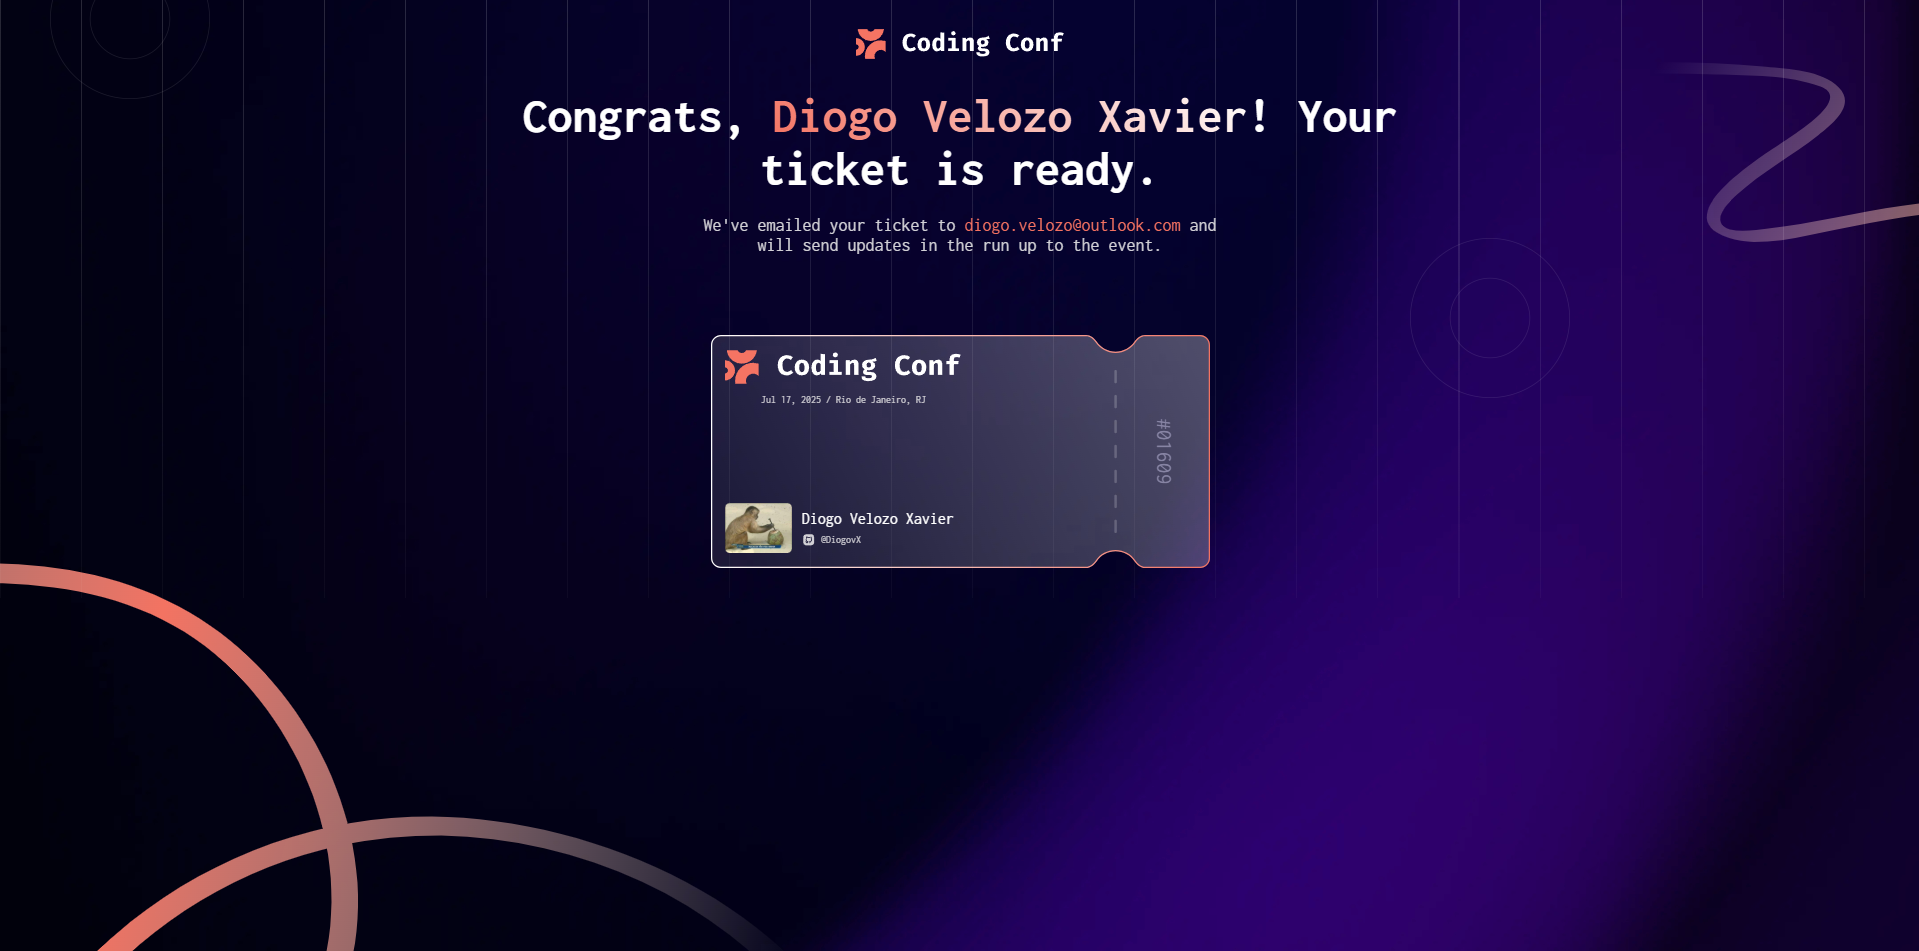 Coding Conf
Congrats, Diogo Velozo Xavier! Your
ticket is ready.
We've emailed your ticket to diogo.velozo@outlook.com and
will send updates in the run up to the event.
Coding Conf
Jul 17, 2025 / Rio de Janeiro, RJ
#01609
Diogo Velozo Xavier
@DiogovX